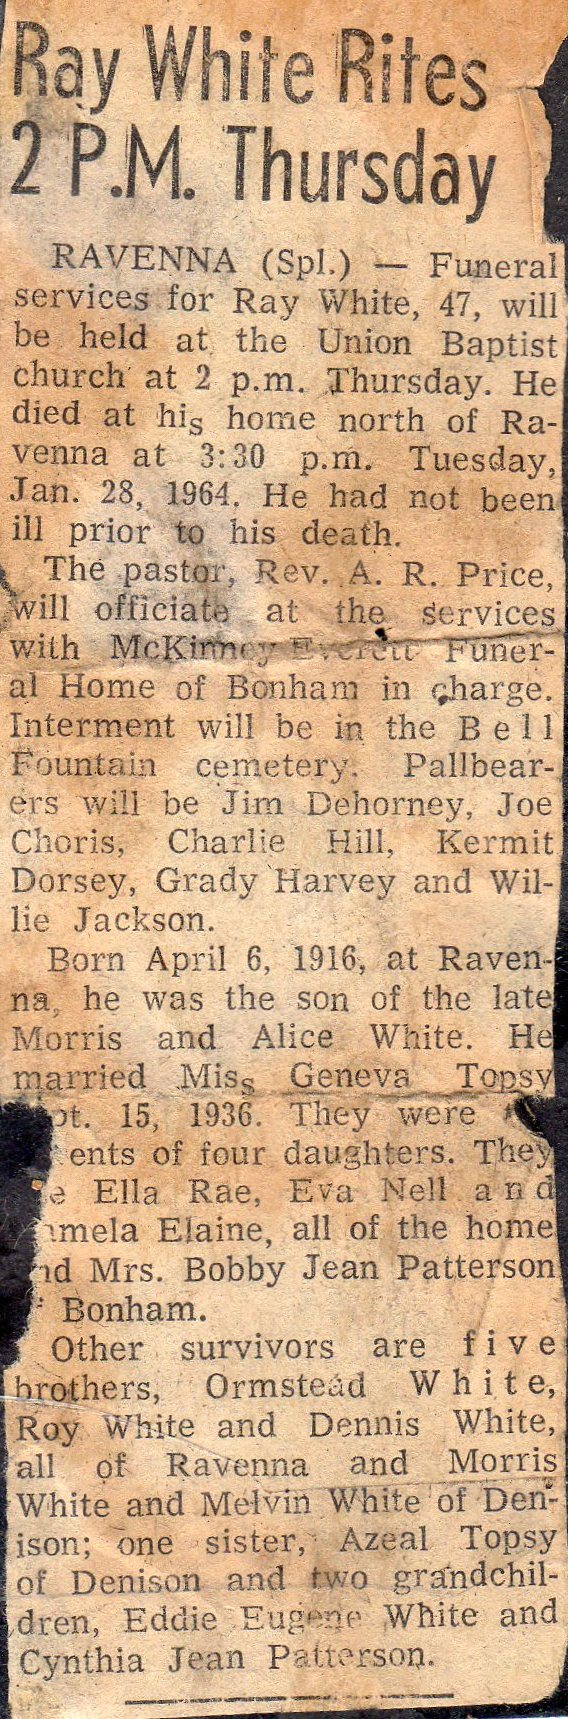 Ray White Rites
2 P.M. Thursday
RAVENNA (Spl.) — Funeral
services for Ray White, 47, will
be held at the Union Baptist
church at 2 p.m. Thursday. He
died at his home north of Ra-
venna at 3:30 p.m. Tuesday,
Jan. 28, 1964. He had not been
ill prior to his death.
The pastor, Rev. A. R. Price,
will officiate at the services
with McKinney Everett Funer-
al Home of Bonham in charge.
Interment will be in the Bell
Fountain cemetery. Pallbear-
ers will be Jim Dehorney, Joe
Choris, Charlie Hill, Kermit
Dorsey, Grady Harvey and Wil-
lie Jackson.
Born April 6, 1916, at Raven-
na, he was the son of the late
Morris and Alice White. He
married Miss Geneva Topsy
pt. 15, 1936. They were
ents of four daughters. They
e Ella Rae, Eva Nell and
mela Elaine, all of the home
nd Mrs. Bobby Jean Patterson
Bonham.
Other survivors are five
brothers, Ormstead White,
Roy White and Dennis White,
all of Ravenna and Morris
White and Melvin White of Den-
ison; one sister, Azeal Topsy
of Denison and two grandchil-
dren, Eddie Eugene White and
Cynthia Jean Patterson.